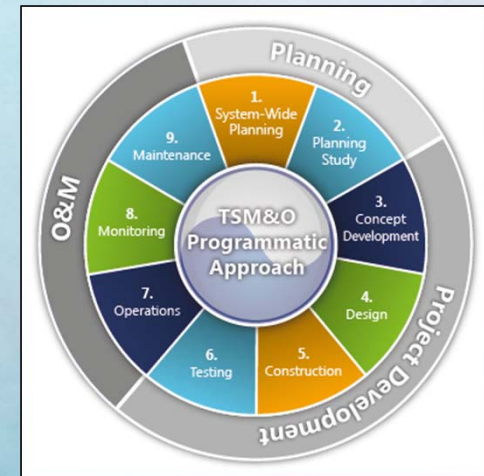 Planning
1.
System-Wide
Planning
2.
Planning
Study
3.
Concept
Development
4.
Design
5.
Construction
6.
Testing
7.
Operations
8.
Monitoring
9.
Maintenance
TSM&O
Programmatic
Approach
Project Development
O&M